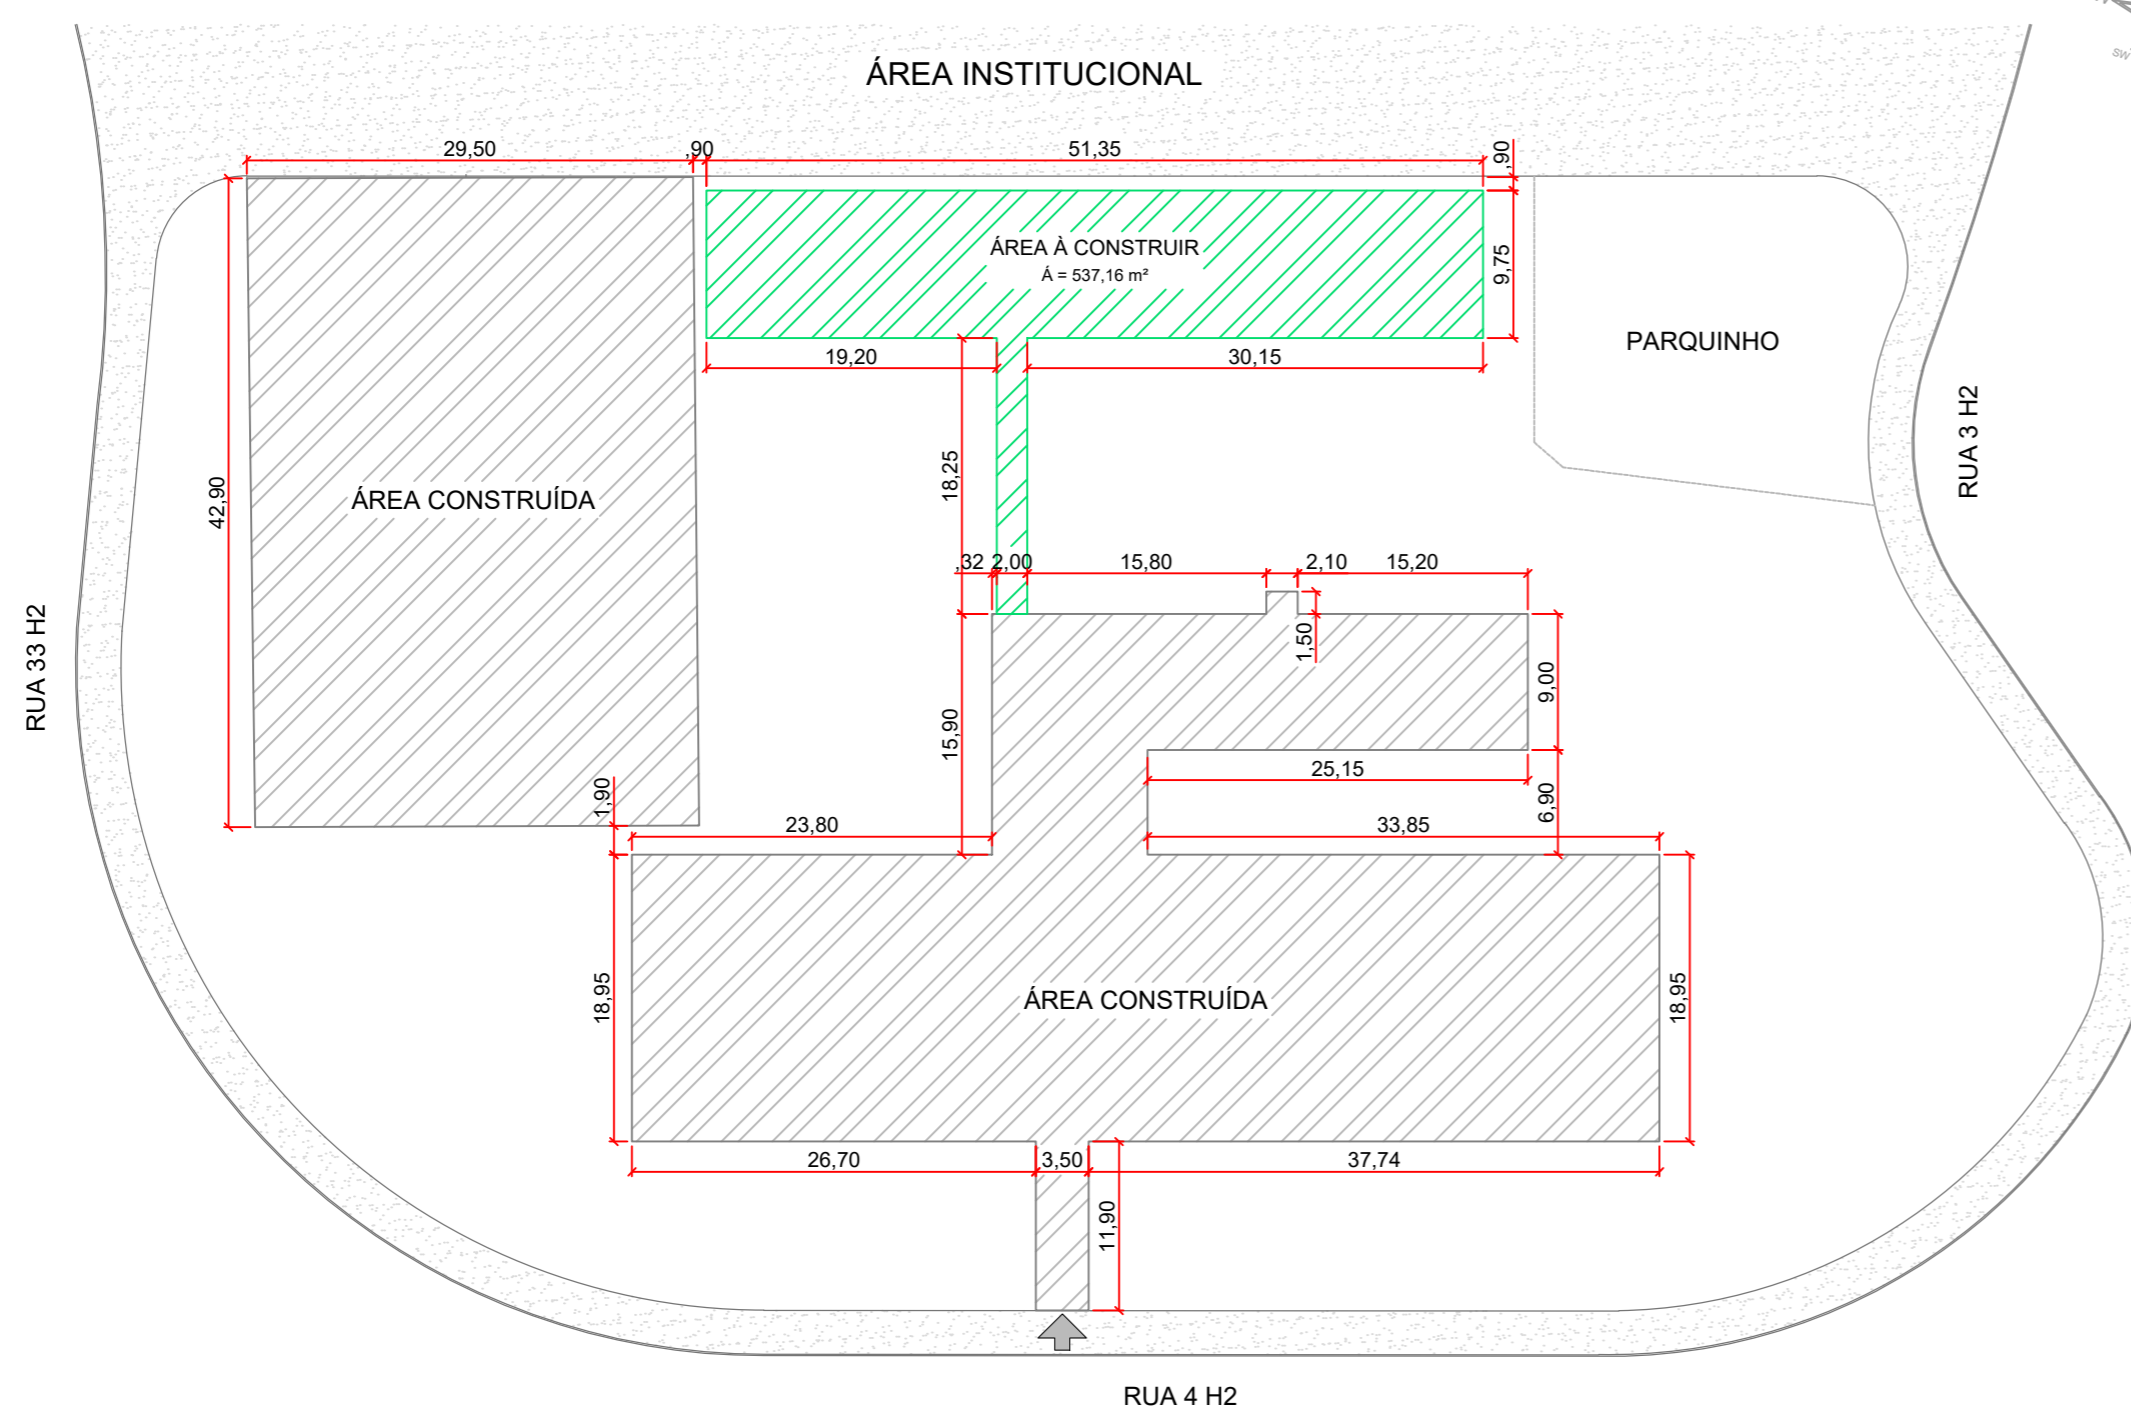 SW
ÁREA INSTITUCIONAL
29,50
,90
51,35
,90
ÁREA À CONSTRUIR
Á = 537,16 m²
9,75
PARQUINHO
19,20
30,15
RUA 3 H2
18,25
42,90
ÁREA CONSTRUÍDA
,32
2,00
15,80
2,10
15,20
1,50
9,00
RUA 33 H2
15,90
25,15
1,90
6,90
23,80
33,85
18,95
ÁREA CONSTRUÍDA
18,95
26,70
3,50
37,74
11,90
RUA 4 H2